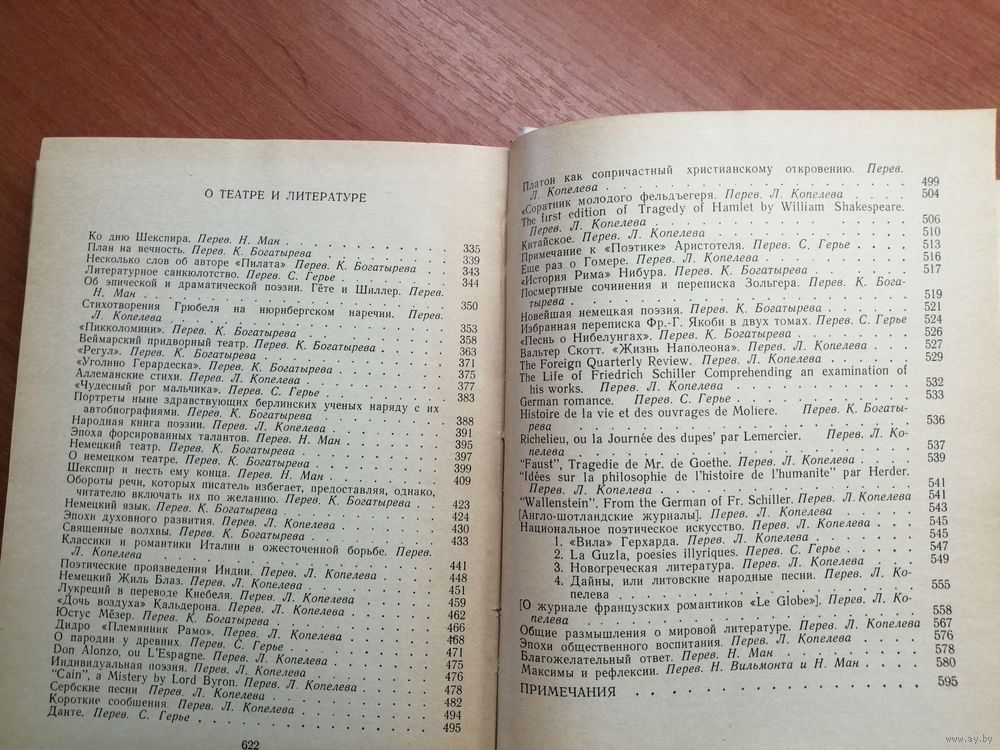 О ТЕАТРЕ И ЛИТЕРАТУРЕ
Ко дню Шекспира. Перев. Н. Ман . . . . . . . . . . 335
План на вечность. Перев. К. Богатырева . . . . . . . . 339
Несколько слов об авторе «Пилата» Перев. К. Богатырева . . 343
Литературное санкюлотство. Перев. С. Герье . . . . . . 344
Об эпической и драматической поэзии. Гёте и Шиллер. Перев.
Н. Ман . . . . . . . . . . 350
Стихотворения Грюбеля на нюрнбергском наречии. Перев.
Л. Копелева . . . . . . . . . . 353
«Пикколомини». Перев. К. Богатырева . . . . . . . . 358
Веймарский придворный театр. Перев. К. Богатырева . . . . 363
«Регул». Перев. К. Богатырева . . . . . . . . 371
«Уголино Герардеска». Перев. К. Богатырева . . . . . . 375
Аллеманские стихи. Перев. Л. Копелева . . . . . . 377
«Чудесный рог мальчика». Перев. С. Герье . . . . . . 383
Портреты ныне здравствующих берлинских ученых наряду с их
автобиографиями. Перев. К. Богатырева . . . . . . 388
Народная книга поэзии. Перев. Л. Копелева . . . . . . 391
Эпоха форсированных талантов. Перев. Н. Ман . . . . . . 395
Немецкий театр. Перев. К. Богатырева . . . . . . 397
О немецком театре. Перев. К. Богатырева . . . . . . 399
Шекспир и несть ему конца. Перев. Н. Ман . . . . . . 409
Обороты речи, которых писатель избегает, предоставляя, однако,
читателю включать их по желанию. Перев. К. Богатырева . . 423
Немецкий язык. Перев. К. Богатырева . . . . . . 424
Эпохи духовного развития. Перев. Л. Копелева . . . . . . 430
Священные волхвы. Перев. К. Богатырева . . . . . . 433
Классики и романтики Италии в ожесточенной борьбе. Перев.
Л. Копелева . . . . . . . . . . 441
Поэтические произведения Индии. Перев. Л. Копелева . . . . 448
Немецкий Жиль Блаз. Перев. Л. Копелева . . . . . . 451
Лукреций в переводе Кнебеля. Перев. Л. Копелева . . . . 459
«Дочь воздуха» Кальдерона. Перев. Л. Копелева . . . . 462
Юстус Мёзер. Перев. К. Богатырева . . . . . . 466
Дидро «Племянник Рамо». Перев. Л. Копелева . . . . 468
О пародии у древних. Перев. С. Герье . . . . . . 471
Don Alonzo, ou L'Espagne. Перев. Л. Копелева . . . . 475
Индивидуальная поэзия. Перев. Л. Копелева . . . . . . 476
"Cain", a Mistery by Lord Byron. Перев. Л. Копелева . . . . 478
Сербские песни Перев. Л. Копелева . . . . . . 482
Короткие сообщения. Перев. Л. Копелева . . . . . . 494
Данте. Перев. С. Герье . . . . . . . . 495
622
Платон как сопричастный христианскому откровению. Перев.
Л. Копелева . . . . . . . . . . 499
«Соратник молодого фельдъегеря. Перев. Л. Копелева . . . . 504
The first edition of Tragedy of Hamlet by William Shakespeare.
Перев. Л. Копелева . . . . . . . . 506
Китайское. Перев. Л. Копелева . . . . . . 510
Примечание к «Поэтике» Аристотеля. Перев. С. Герье . . . . 513
Еще раз о Гомере. Перев. Л. Копелева . . . . . . 516
«История Рима» Нибура. Перев. К. Богатырева . . . . . . 517
Посмертные сочинения и переписка Зольгера. Перев. К. Бога-
тырева . . . . . . . . . . 519
Новейшая немецкая поэзия. Перев. К. Богатырева . . . . 521
Избранная переписка Фр.-Г. Якоби в двух томах. Перев. С. Герье 524
«Песнь о Нибелунгах». Перев. К. Богатырева . . . . . . 526
Вальтер Скотт. «Жизнь Наполеона». Перев. Л. Копелева . . . 527
The Foreign Quarterly Review. Перев. Л. Копелева . . . . 529
The Life of Friedrich Schiller Comprehending an examination of
his works. Перев. Л. Копелева . . . . . . 532
German romance. Перев. С. Герье . . . . . . 533
Histoire de la vie et des ouvrages de Moliere. Перев. К. Богаты-
рева . . . . . . . . . . 536
Richelieu, ou la Journée des dupes' par Lemercier. Перев. Л. Ко-
пелева . . . . . . . . . . 537
"Faust", Tragedie de Mr. de Goethe. Перев. Л. Копелева . . 539
"Idées sur la philosophie de l'histoire de l'humanite" par Herder.
Перев. Л. Копелева . . . . . . . . 541
"Wallenstein". From the German of Fr. Schiller. Перев. Л. Копелева 541
[Англо-шотландские журналы]. Перев. Л. Копелева . . . . 543
Национальное поэтическое искусство. Перев. Л. Копелева . . 545
1. «Вила» Герхарда. Перев. Л. Копелева . . . . . . 545
2. La Guzla, poesies illyriques. Перев. С. Герье . . . . 547
3. Новогреческая литература. Перев. Л. Копелева . . . . 549
4. Дайны, или литовские народные песни. Перев. Л. Ко-
пелева . . . . . . . . . . 555
[О журнале французских романтиков «Le Globe»]. Перев. Л. Ко-
пелева . . . . . . . . . . 558
Общие размышления о мировой литературе. Перев. Л. Копелева 567
Эпохи общественного воспитания. Перев. Л. Копелева . . . . 576
Благожелательный ответ. Перев. Н. Ман . . . . . . 578
Максимы и рефлексии. Перев. Н. Вильмонта и Н. Ман . . . . 580
ПРИМЕЧАНИЯ . . . . . . . . . . 595
www.ay.by